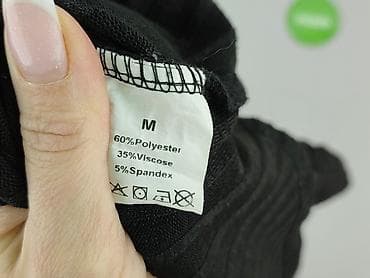 M
60%Polyester
35%Viscose
5%Spandex